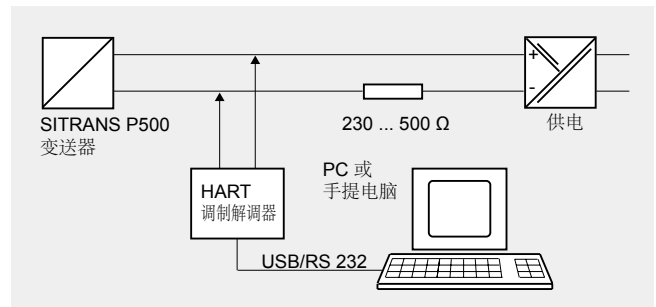 +
-
SITRANS P500
变送器
230 ... 500 Ω
供电
HART
调制解调器
PC 或
手提电脑
USB/RS 232